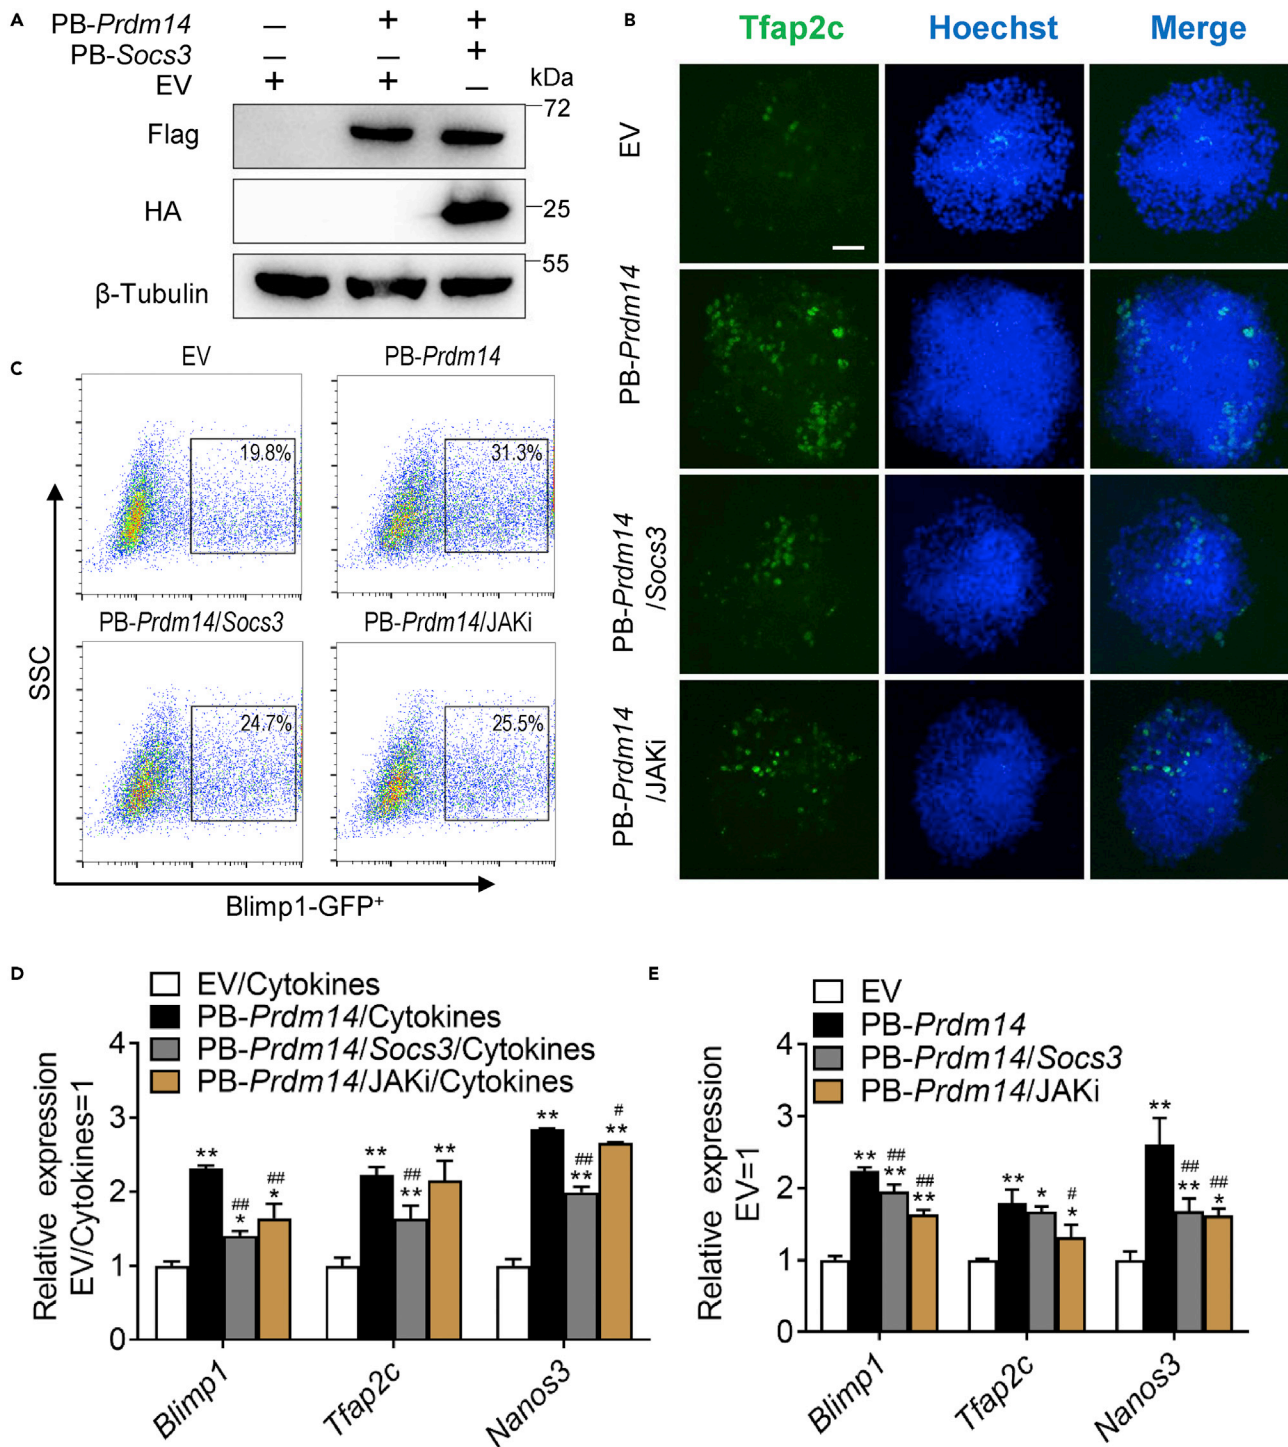 A
PB-Prdm14 — + +
PB-Socs3 — — +
EV + + —
kDa
Flag
72
HA
25
β-Tubulin
55
B
Tfap2c Hoechst Merge
EV
PB-Prdm14
PB-Prdm14
/Socs3
PB-Prdm14
/JAKi
C
EV PB-Prdm14
19.8% 31.3%
PB-Prdm14/Socs3 PB-Prdm14/JAKi
24.7% 25.5%
SSC
Blimp1-GFP⁺
D
EV/Cytokines
PB-Prdm14/Cytokines
PB-Prdm14/Socs3/Cytokines
PB-Prdm14/JAKi/Cytokines
Relative expression
EV/Cytokines=1
4
3
2
1
0
** ## * ## *
** ## ** **
** ## ** # **
Blimp1 Tfap2c Nanos3
E
EV
PB-Prdm14
PB-Prdm14/Socs3
PB-Prdm14/JAKi
Relative expression
EV=1
4
3
2
1
0
** ## ** ## **
** * # *
** ## ** ## *
Blimp1 Tfap2c Nanos3